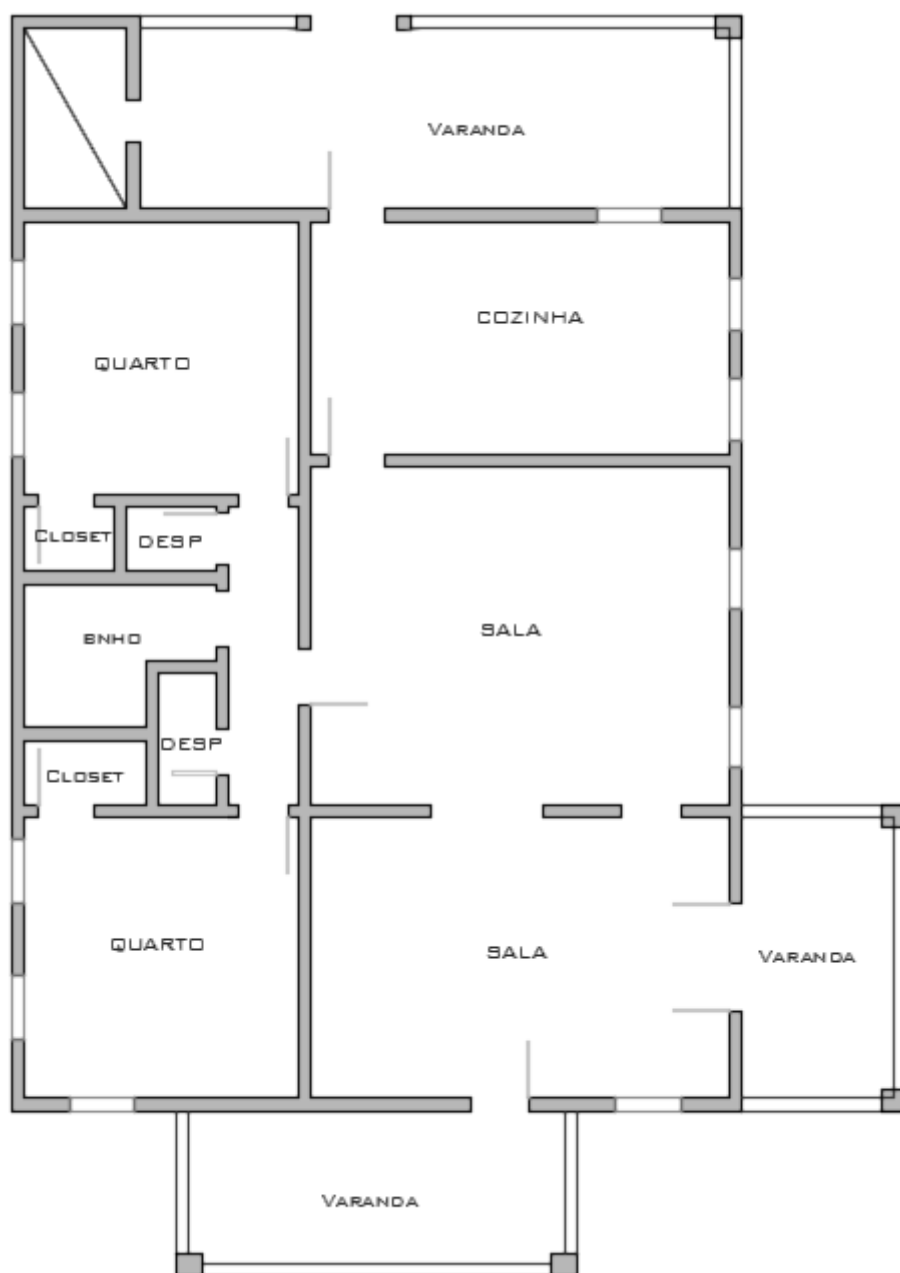 Varanda
COZINHA
QUARTO
Closet
DESP
SALA
BNHO
DESP
Closet
QUARTO
SALA
Varanda
Varanda